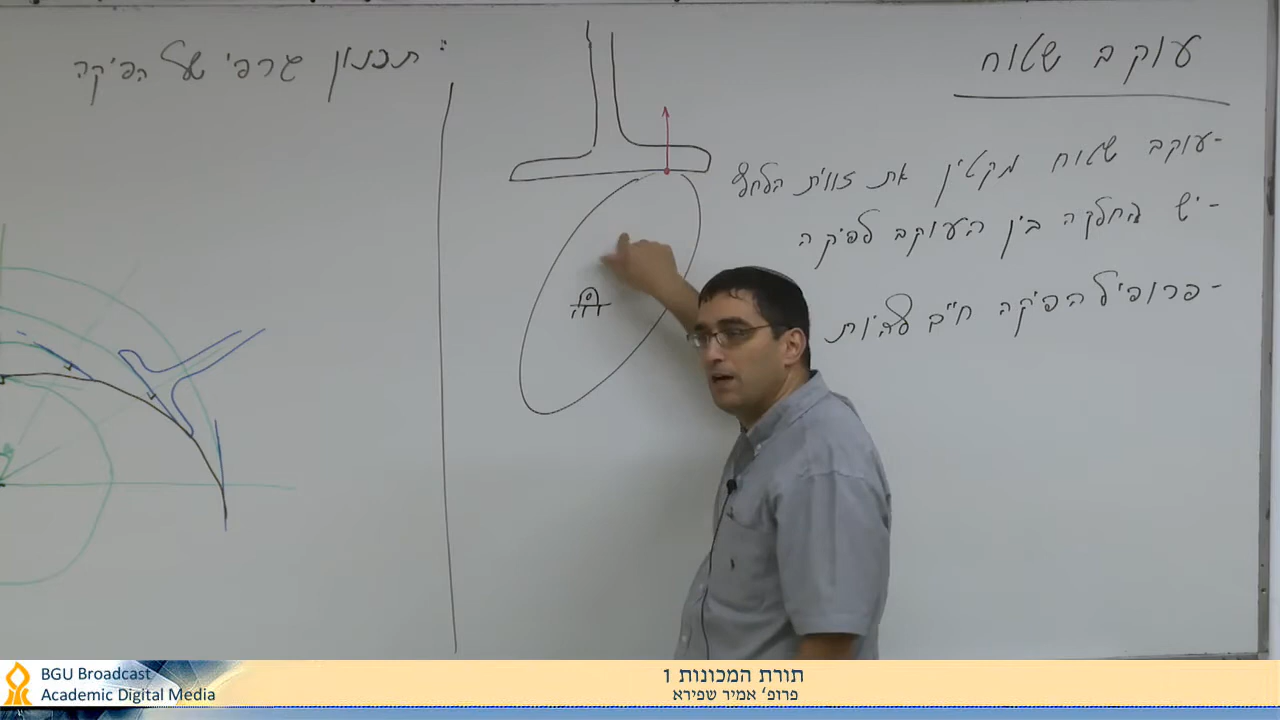 עוקב שטוח
-עוקב שטוח מקטין את זווית הלחץ
-יש החלקה בין העוקב לפיקה
-פרופיל הפיקה חייב להיות
תכנון גרפי של הפיקה:
BGU Broadcast
Academic Digital Media
תורת המכונות 1
פרופ' אמיר שפירא